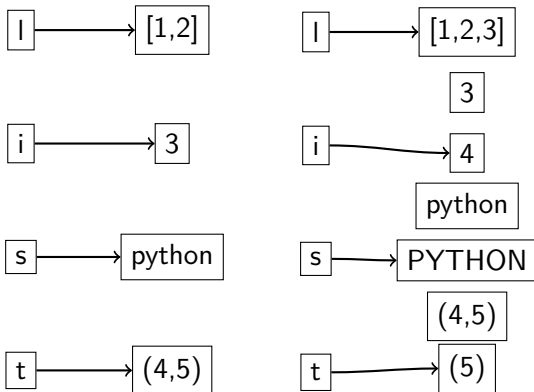 l [1,2] l [1,2,3]
3
i 3 i 4
python
s python s PYTHON
(4,5)
t (4,5) t (5)